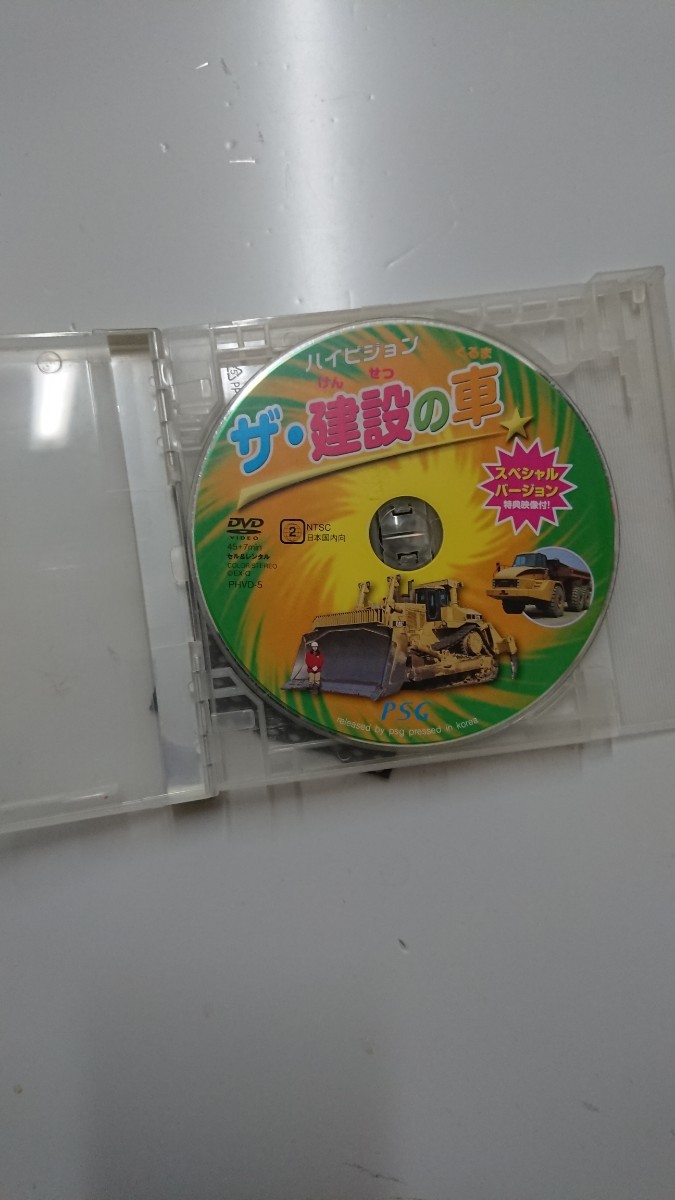 ハイビジョン
けん せつ くるま
ザ・建設の車
スペシャル
バージョン
特典映像付!
DVD
VIDEO
2
NTSC
日本国内向
45+7min
セル&レンタル
COLOR/STEREO
PHVD-5
CAT
PSG
released by psg pressed in korea